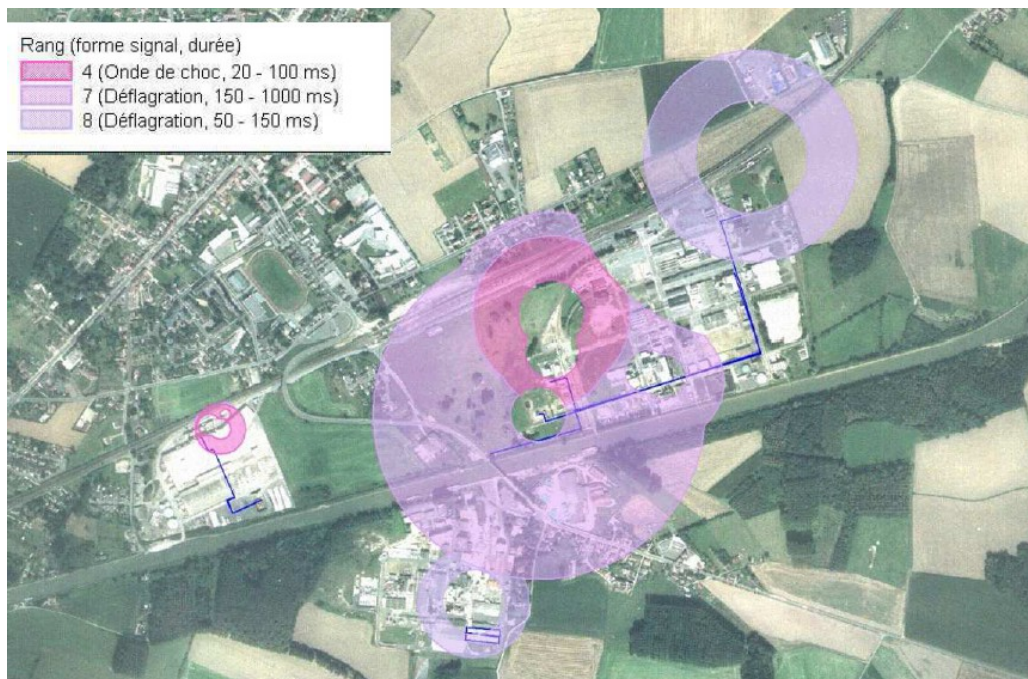 Rang (forme signal, durée)
4 (Onde de choc, 20 - 100 ms)
7 (Déflagration, 150 - 1000 ms)
8 (Déflagration, 50 - 150 ms)